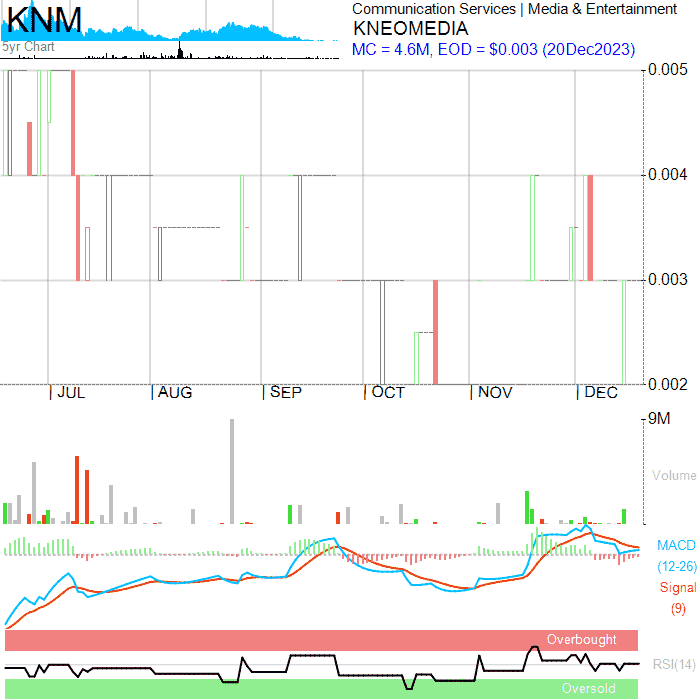 KNM
5yr Chart
Communication Services | Media & Entertainment
KNEOMEDIA
MC = 4.6M, EOD = $0.003 (20Dec2023)
0.005
0.004
0.003
0.002
JUL
AUG
SEP
OCT
NOV
DEC
9M
Volume
MACD
(12-26)
Signal
(9)
Overbought
RSI(14)
Oversold